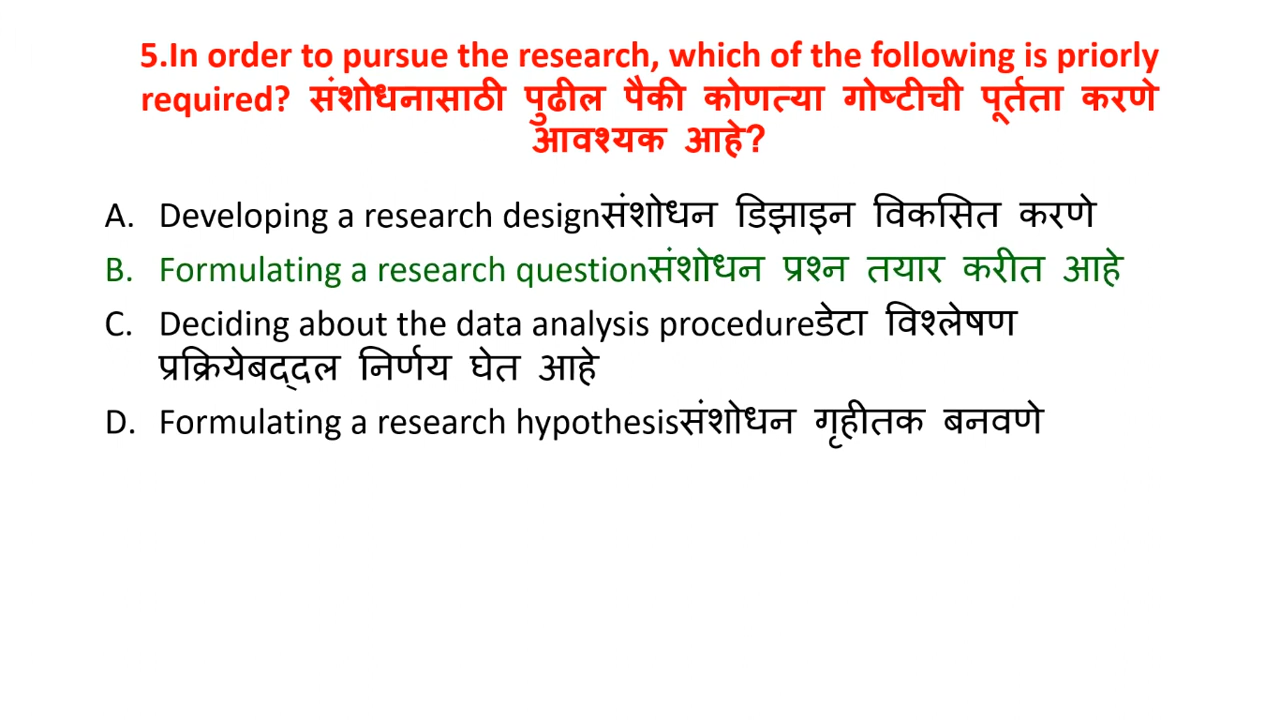 5.In order to pursue the research, which of the following is priorly
required? संशोधनासाठी पुढील पैकी कोणत्या गोष्टीची पूर्तता करणे
आवश्यक आहे?
A. Developing a research designसंशोधन डिझाइन विकसित करणे
B. Formulating a research questionसंशोधन प्रश्न तयार करीत आहे
C. Deciding about the data analysis procedureडेटा विश्लेषण
प्रक्रियेबद्दल निर्णय घेत आहे
D. Formulating a research hypothesisसंशोधन गृहीतक बनवणे